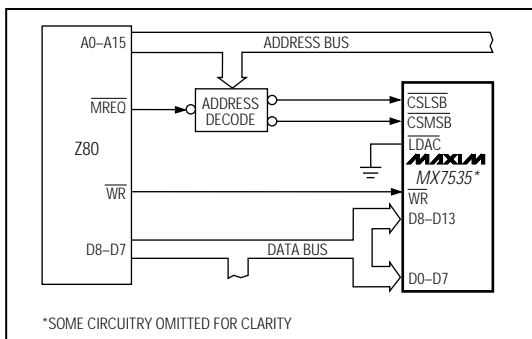 A0–A15
ADDRESS BUS
MREQ
ADDRESS
DECODE
CSLSB
CSMSB
LDAC
Z80
MAXIM
MX7535*
WR
WR
D8–D13
D8–D7
DATA BUS
D0–D7
*SOME CIRCUITRY OMITTED FOR CLARITY